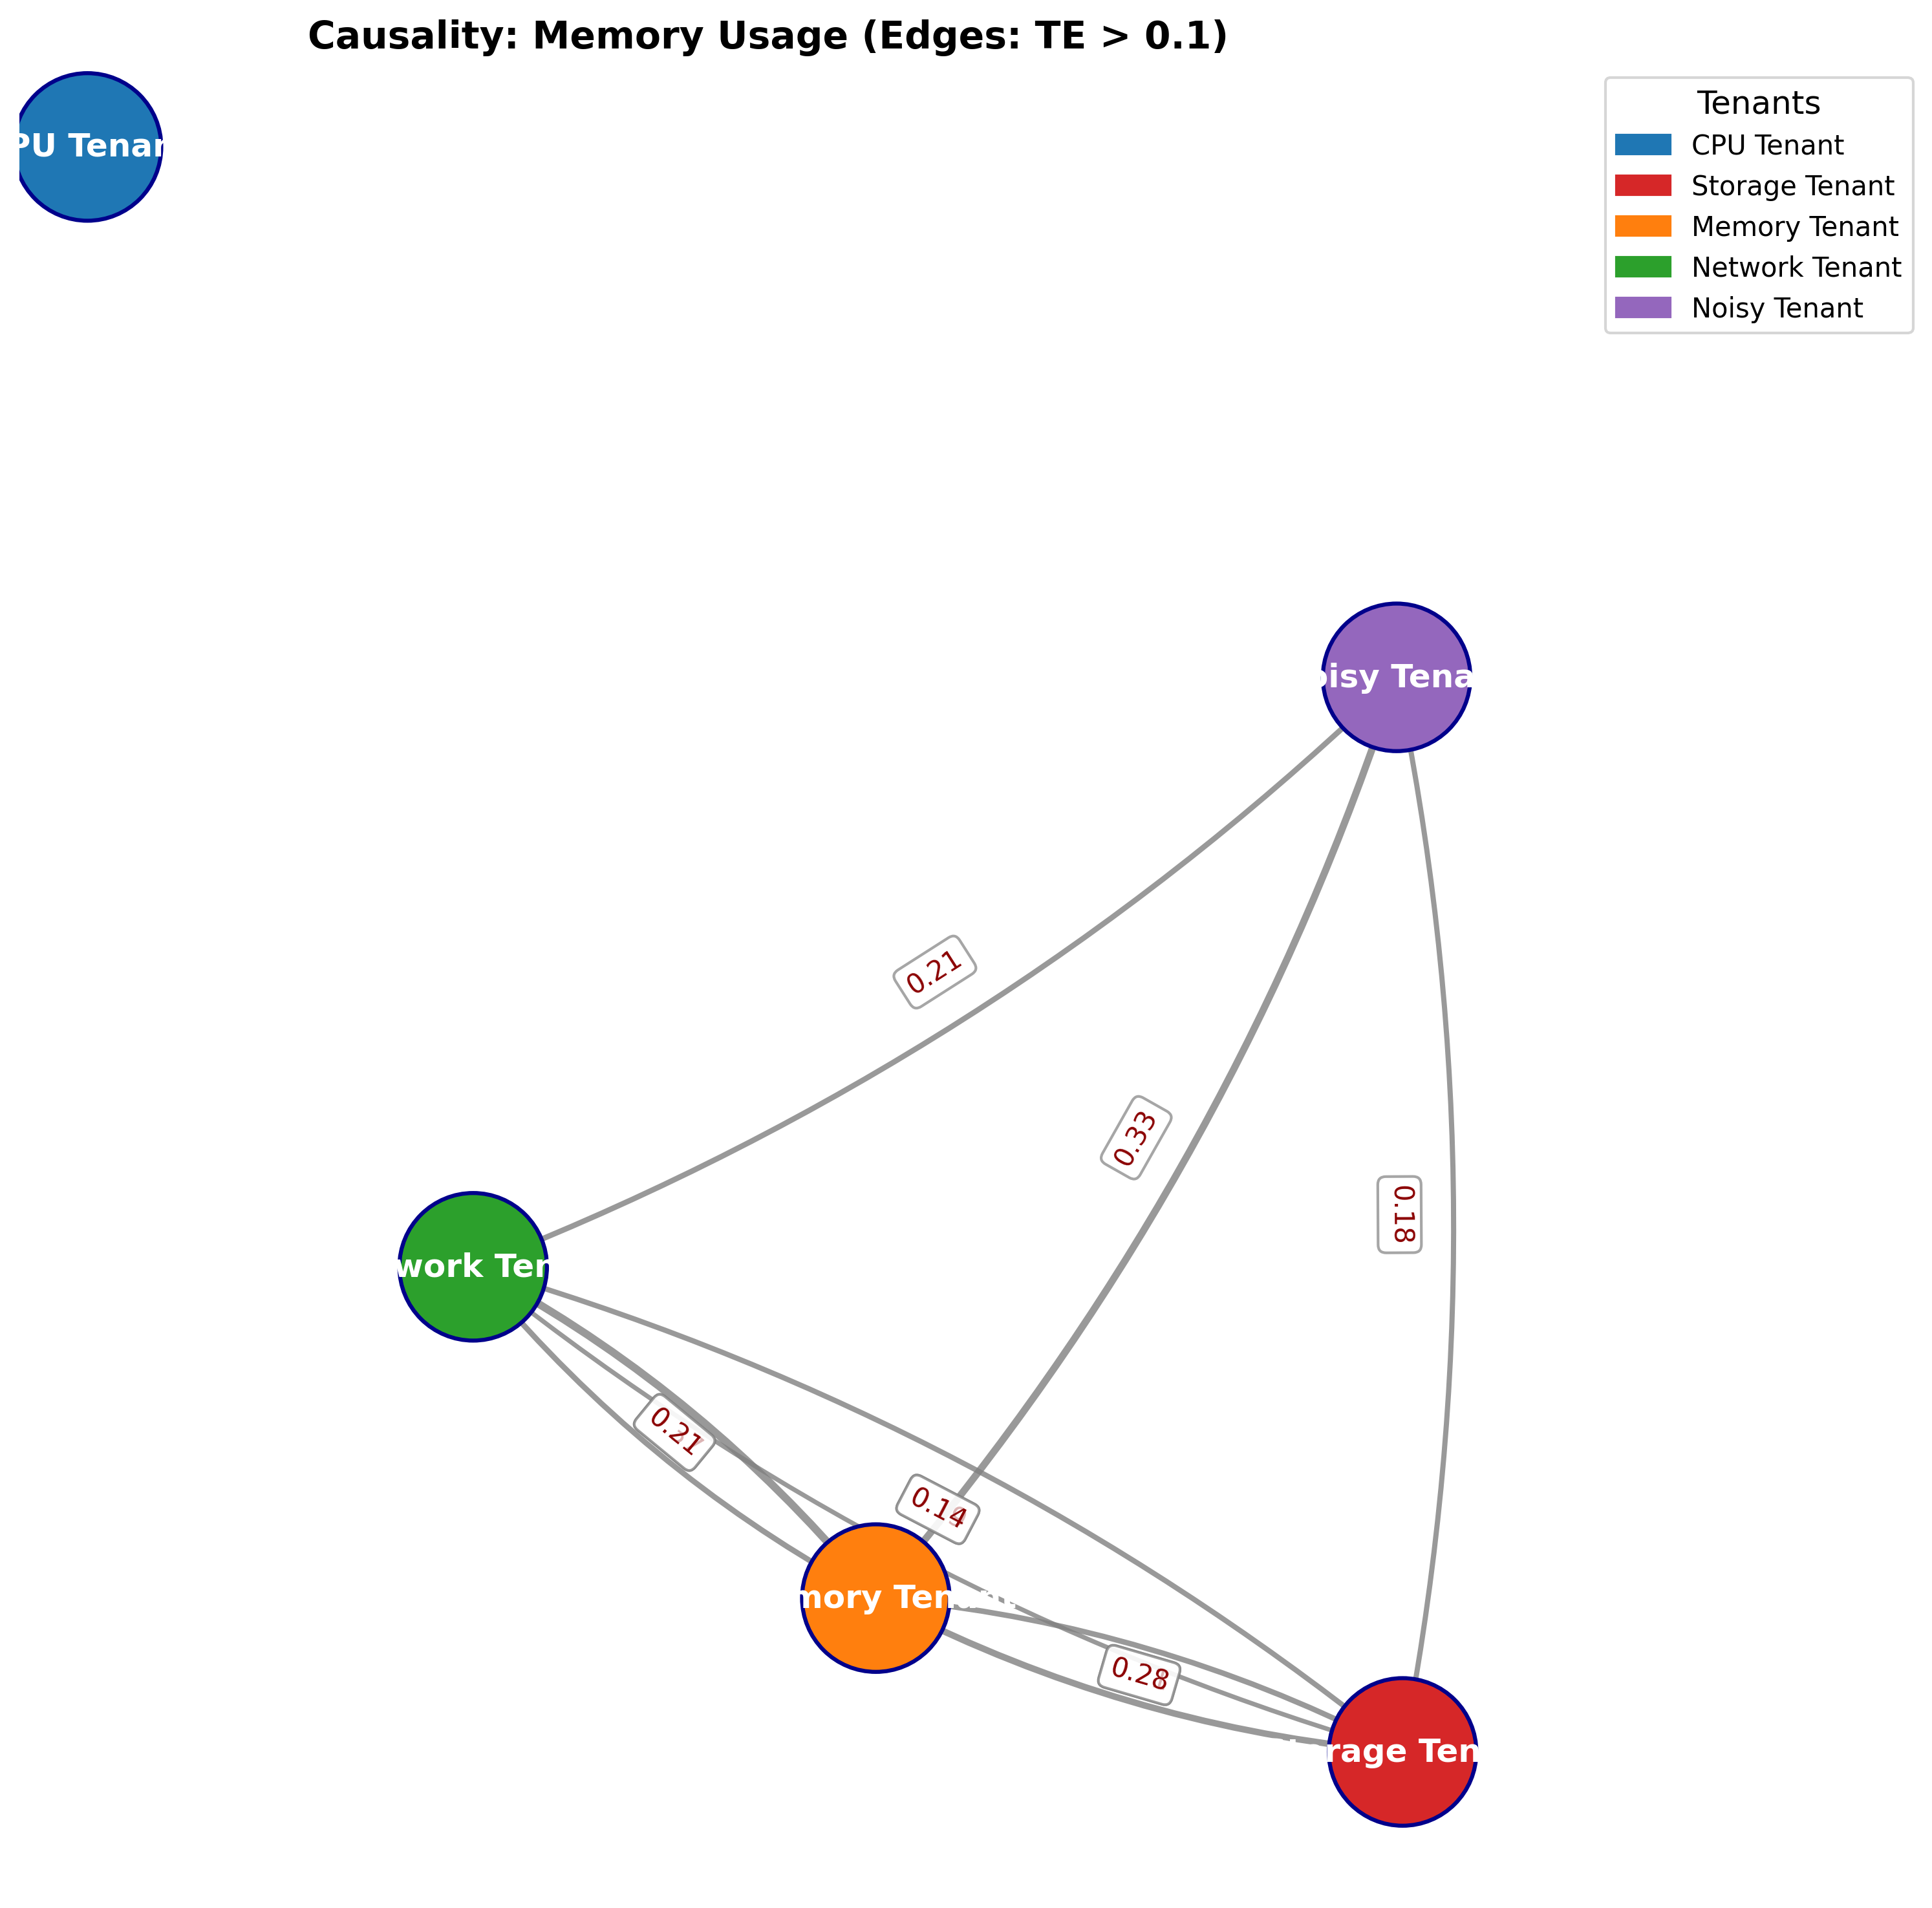 Causality: Memory Usage (Edges: TE > 0.1)
PU Tenan
Tenants
CPU Tenant
Storage Tenant
Memory Tenant
Network Tenant
Noisy Tenant
oisy Tena
0.21
0.33
0.18
work Ten
0.21
0.14
mory Tenant
0.28
rage Ten